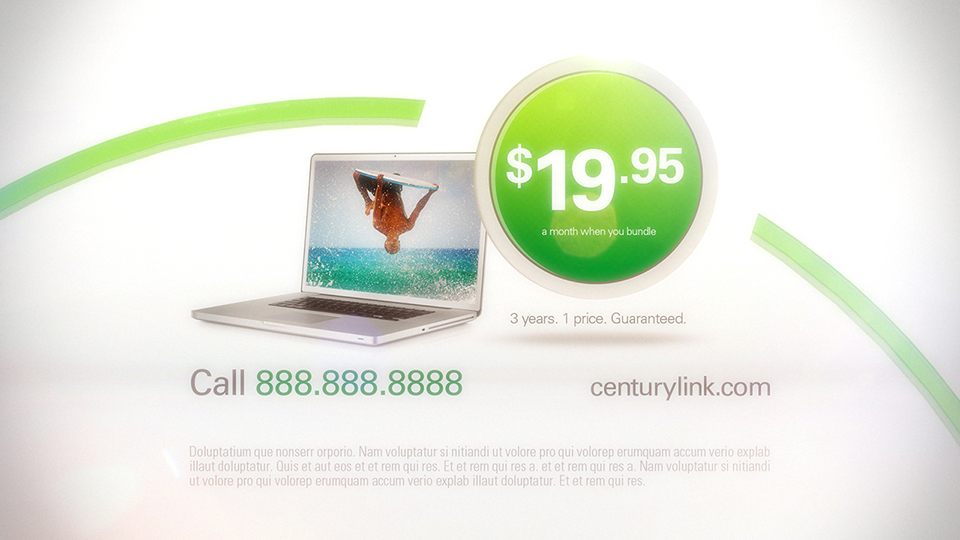 $19.95
a month when you bundle
3 years. 1 price. Guaranteed.
Call 888.888.8888
centurylink.com
Doluptatium que nonserr orporio. Nam voluptatur si nitiandi ut volore pro qui volorep erumquam accum verio explab
illaut doluptatur. Quis et aut eos et et rem qui res. Et et rem qui res a. et et rem qui res a. Nam voluptatur si nitiandi
ut volore pro qui volorep erumquam accum verio explab illaut doluptatur. Et et rem qui res.